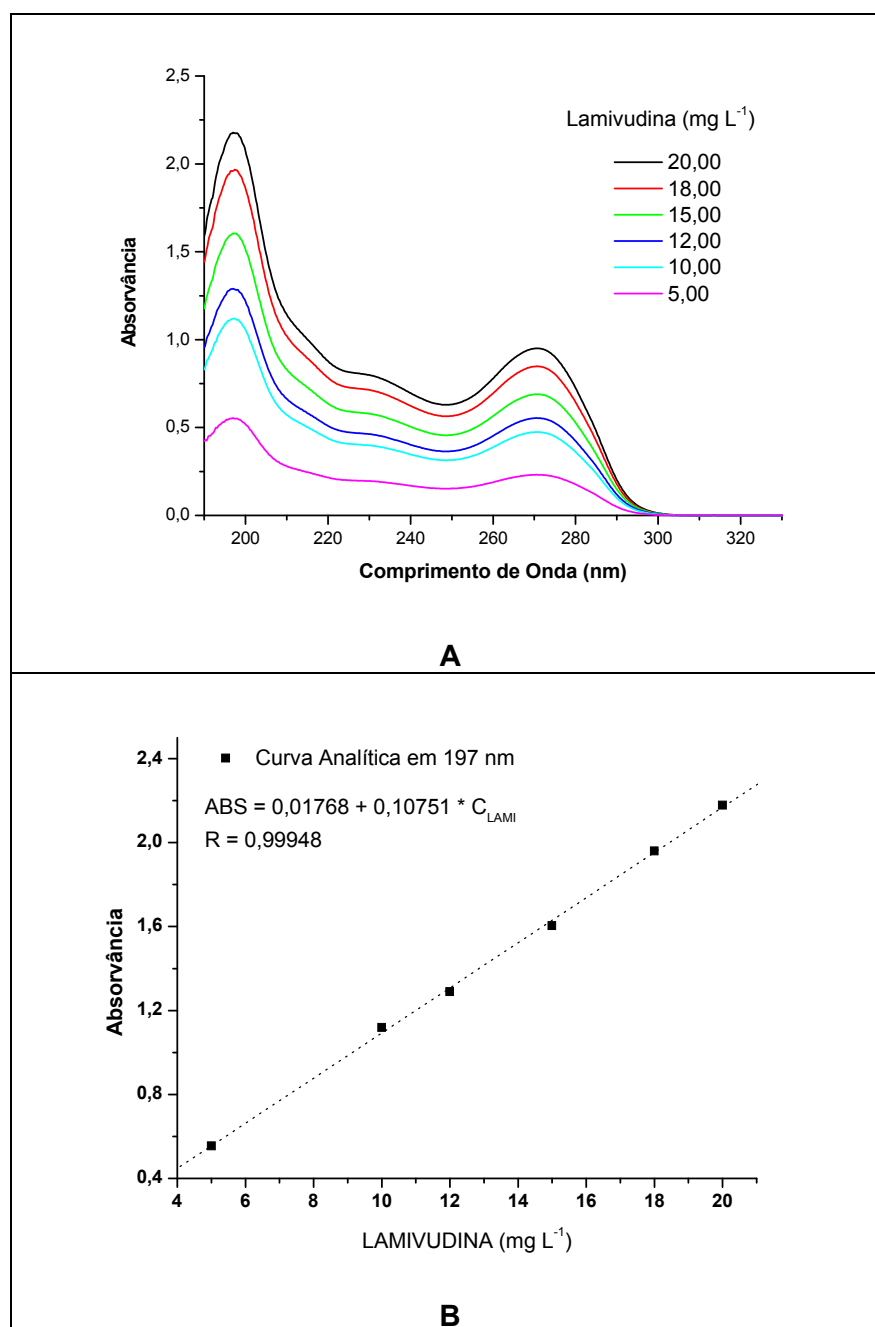 2,5
2,0
1,5
1,0
0,5
0,0
Absorvância
Lamivudina (mg L⁻¹)
20,00
18,00
15,00
12,00
10,00
5,00
200 220 240 260 280 300 320
Comprimento de Onda (nm)
A
2,4
2,0
1,6
1,2
0,8
0,4
Absorvância
Curva Analítica em 197 nm
ABS = 0,01768 + 0,10751 * C_LAMI
R = 0,99948
4 6 8 10 12 14 16 18 20
LAMIVUDINA (mg L⁻¹)
B